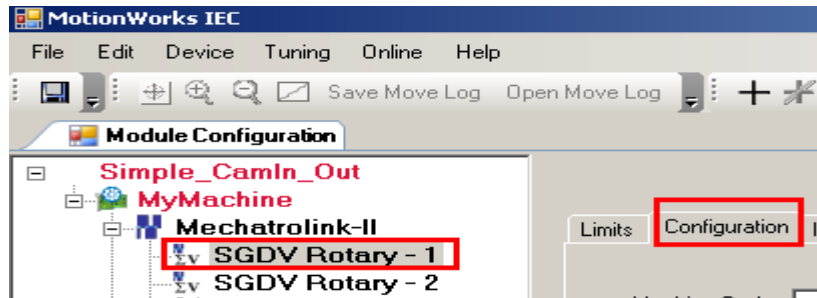 MotionWorks IEC
File Edit Device Tuning Online Help
Save Move Log Open Move Log
Module Configuration
Simple_CamIn_Out
MyMachine
Mechatrolink-II
Limits Configuration
SGDV Rotary - 1
SGDV Rotary - 2